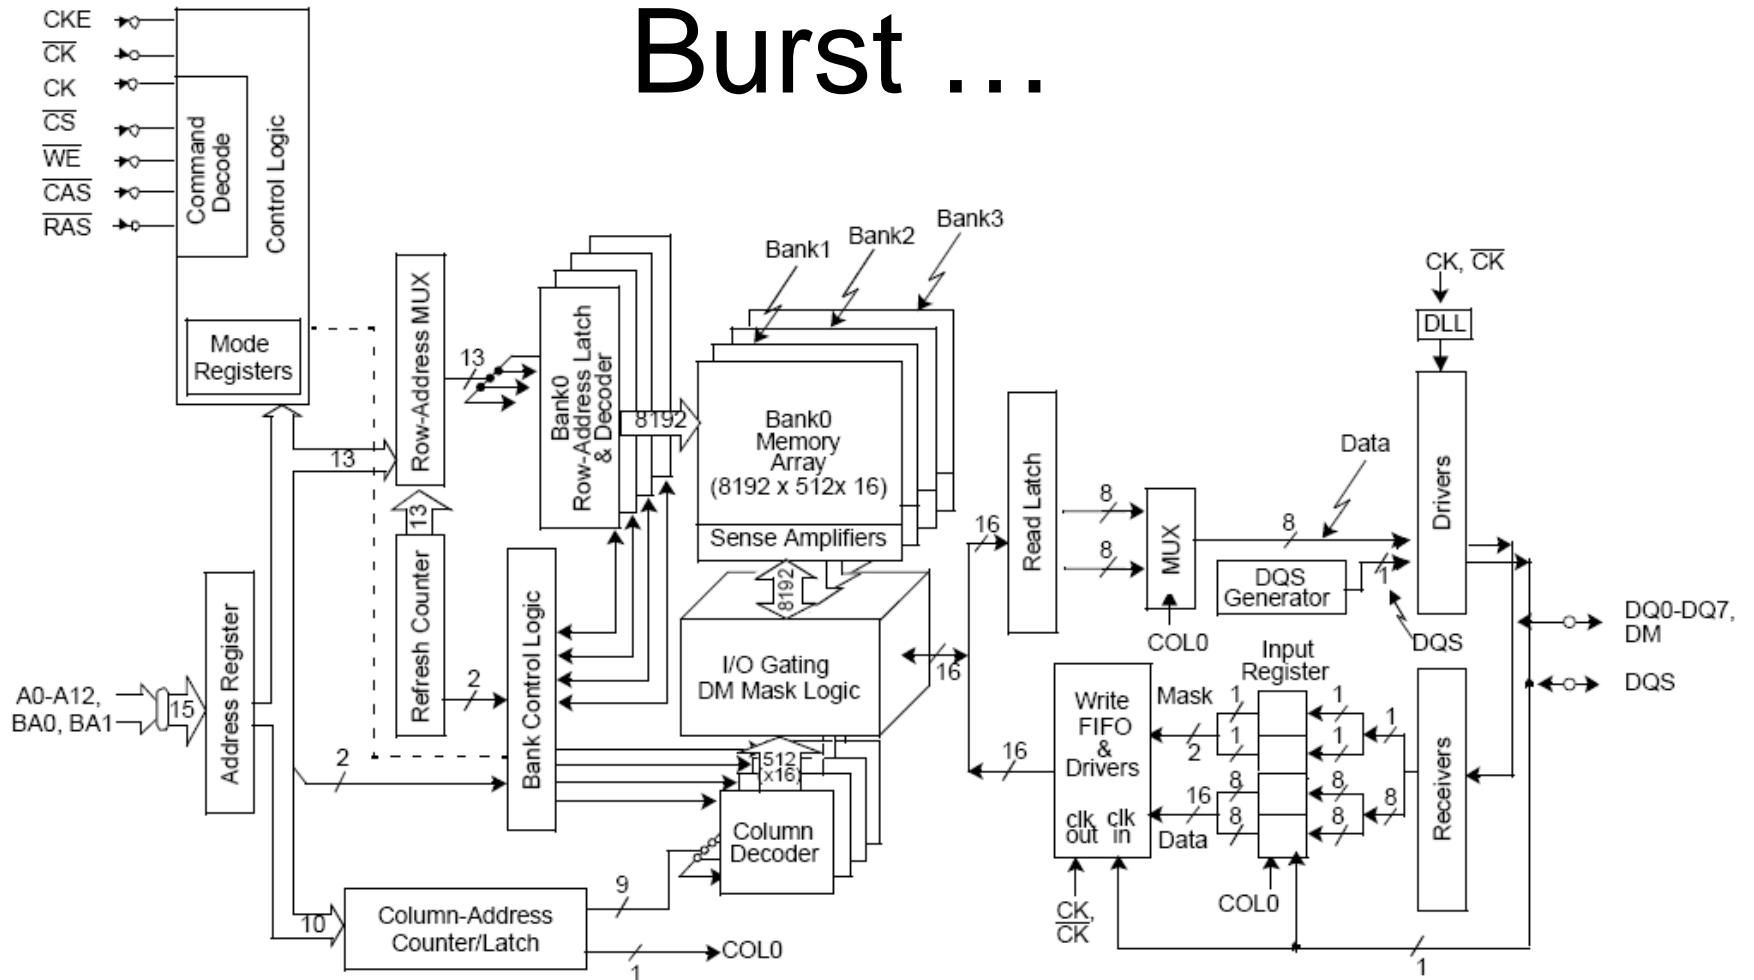 Burst ...
CKE
CK
CK
CS
WE
CAS
RAS
Command
Decode
Control Logic
Mode
Registers
Row-Address MUX
13
13
13
Refresh Counter
2
Bank0
Row-Address Latch
& Decoder
8192
Bank1
Bank2
Bank3
Bank0
Memory
Array
(8192 x 512x 16)
Sense Amplifiers
8192
I/O Gating
DM Mask Logic
16
Bank Control Logic
512
(x16)
Column
Decoder
A0-A12,
BA0, BA1
15
Address Register
2
10
Column-Address
Counter/Latch
9
1
COL0
16
Read Latch
8
8
MUX
COL0
8
Data
DQS
Generator
1
DQS
CK, CK
DLL
Drivers
DQ0-DQ7,
DM
DQS
Receivers
Input
Register
1
1
1
1
1
8
8
8
8
8
COL0
Mask
2
16
Data
Write
FIFO
&
Drivers
clk clk
out in
CK,
CK
16
1